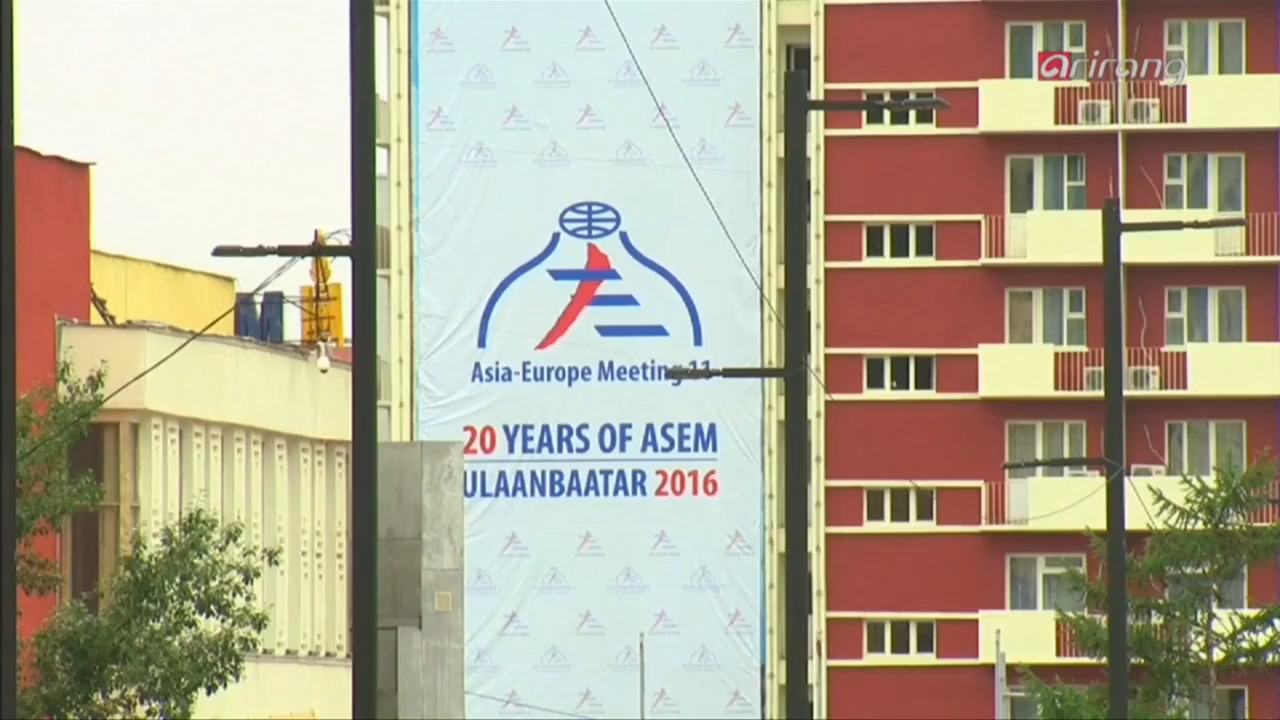 arirang
Asia-Europe Meeting 11
20 YEARS OF ASEM
ULAANBAATAR 2016